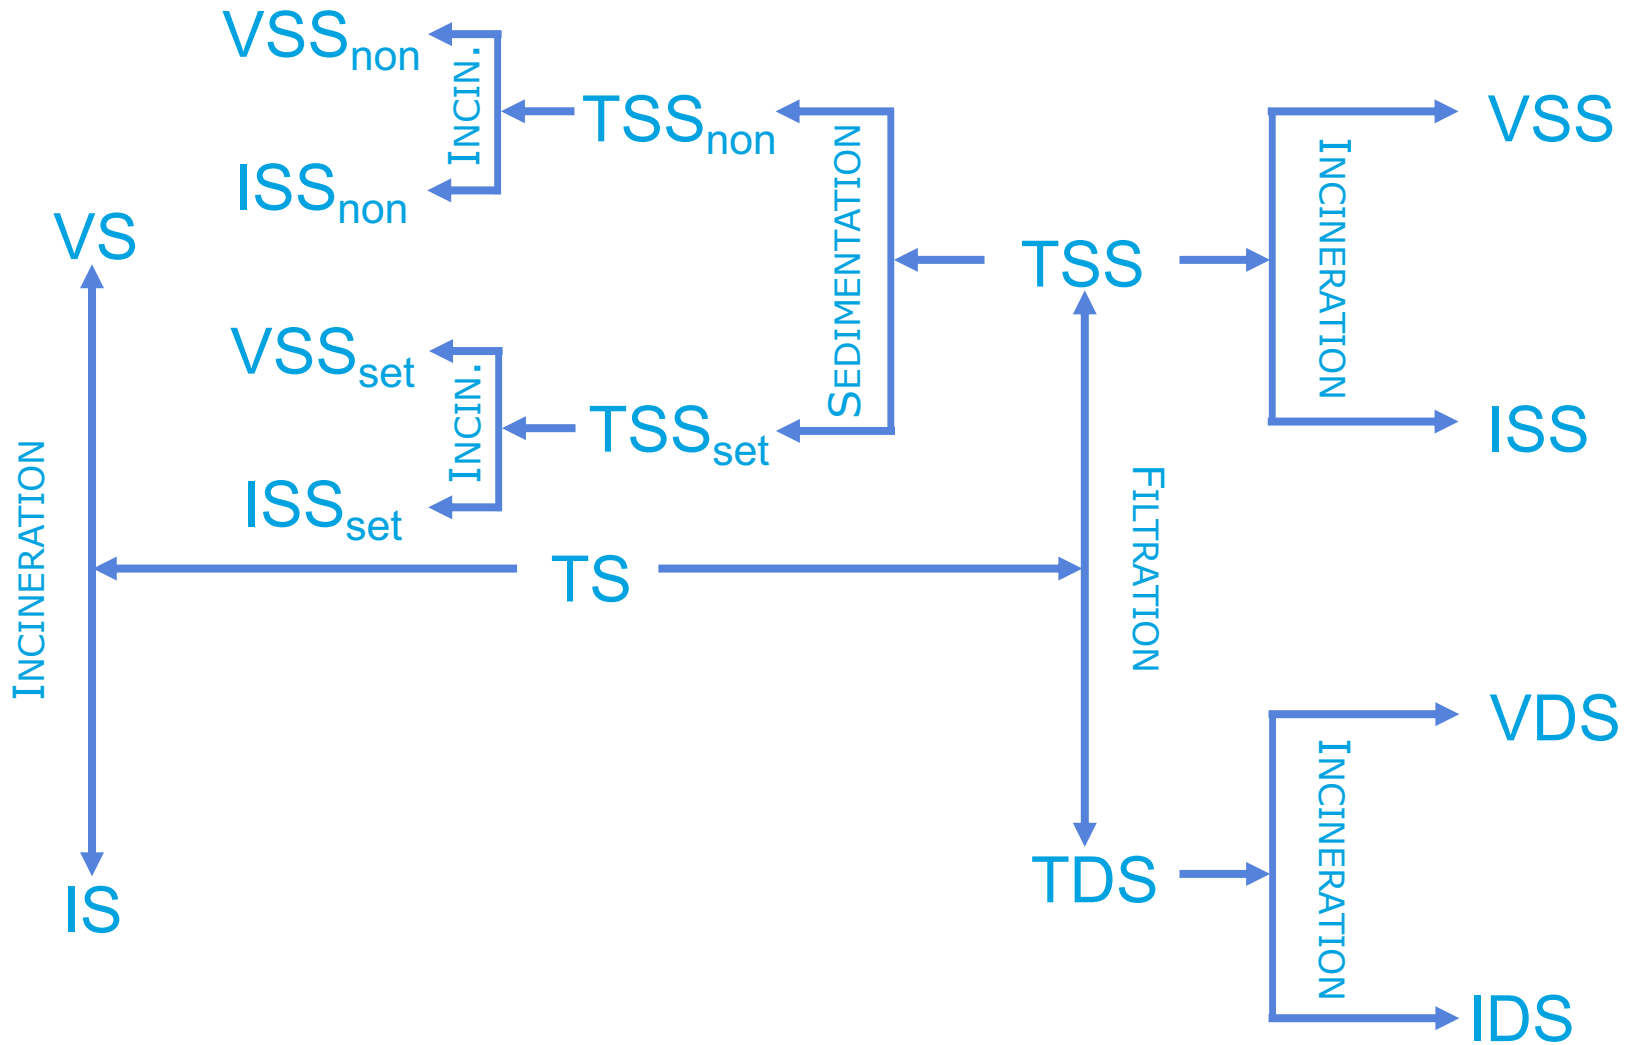 VSSnon
INCIN.
ISSnon
TSSnon
VSSset
INCIN.
ISSset
TSSset
SEDIMENTATION
TSS
INCINERATION
VSS
ISS
VS
INCINERATION
IS
TS
FILTRATION
TDS
INCINERATION
VDS
IDS